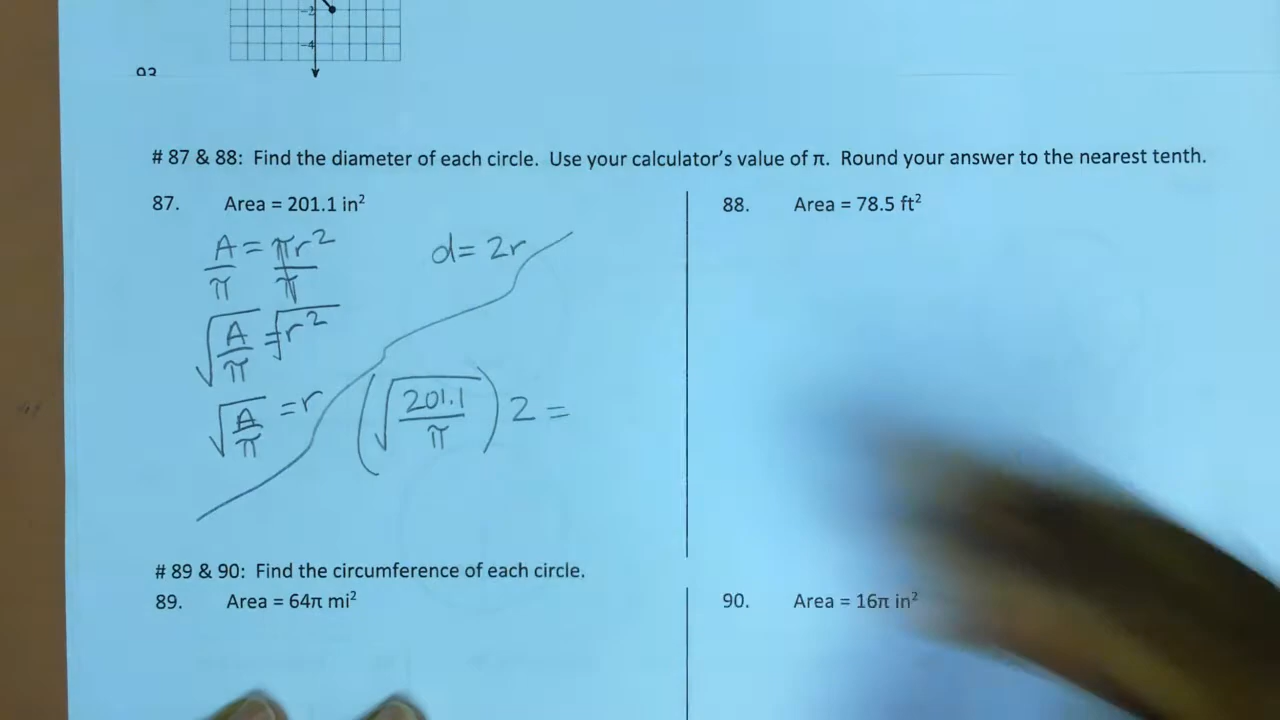 -2
-4
# 87 & 88: Find the diameter of each circle. Use your calculator's value of π. Round your answer to the nearest tenth.
87. Area = 201.1 in²
88. Area = 78.5 ft²
A = πr²
π π
d = 2r
√(A/π) = √r²
√(A/π) = r
(√(201.1/π)) 2 =
# 89 & 90: Find the circumference of each circle.
89. Area = 64π mi²
90. Area = 16π in²